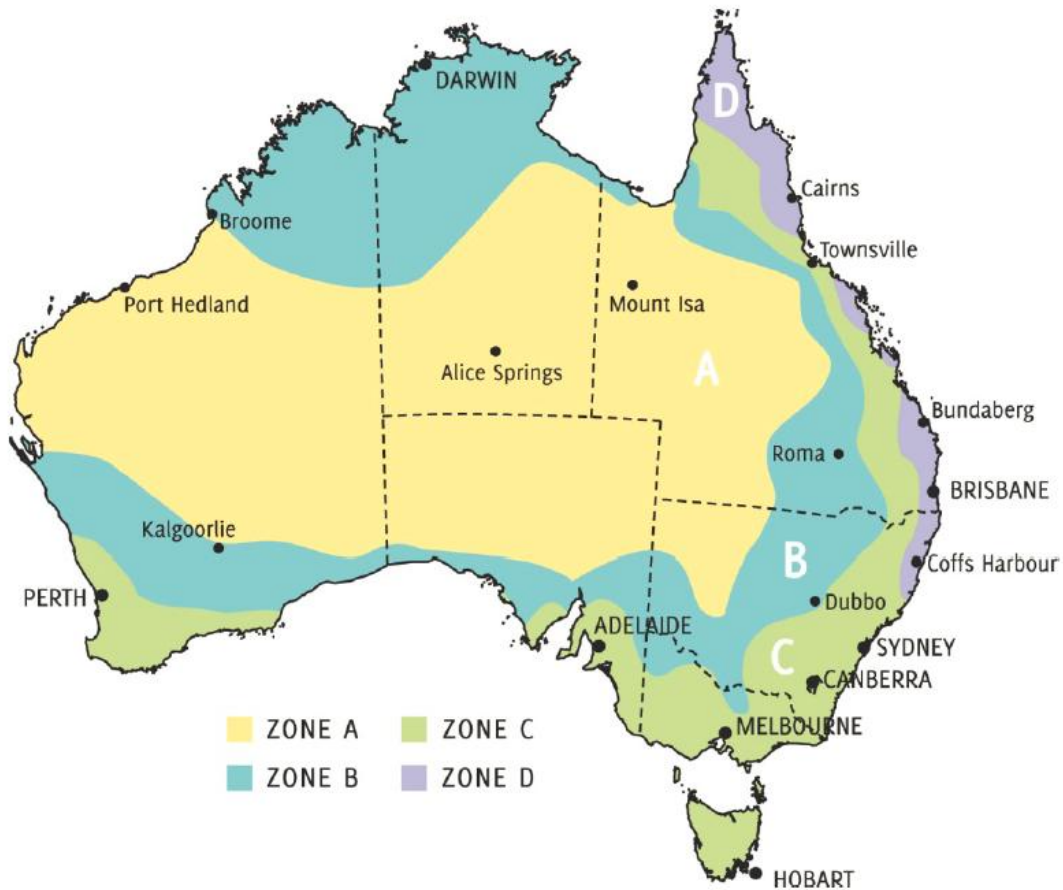 DARWIN
D
Cairns
Broome
Townsville
Port Hedland
Mount Isa
Alice Springs
A
Bundaberg
Roma
BRISBANE
Kalgoorlie
B
Coffs Harbour
PERTH
Dubbo
ADELAIDE
SYDNEY
C
CANBERRA
MELBOURNE
ZONE A
ZONE C
ZONE B
ZONE D
HOBART